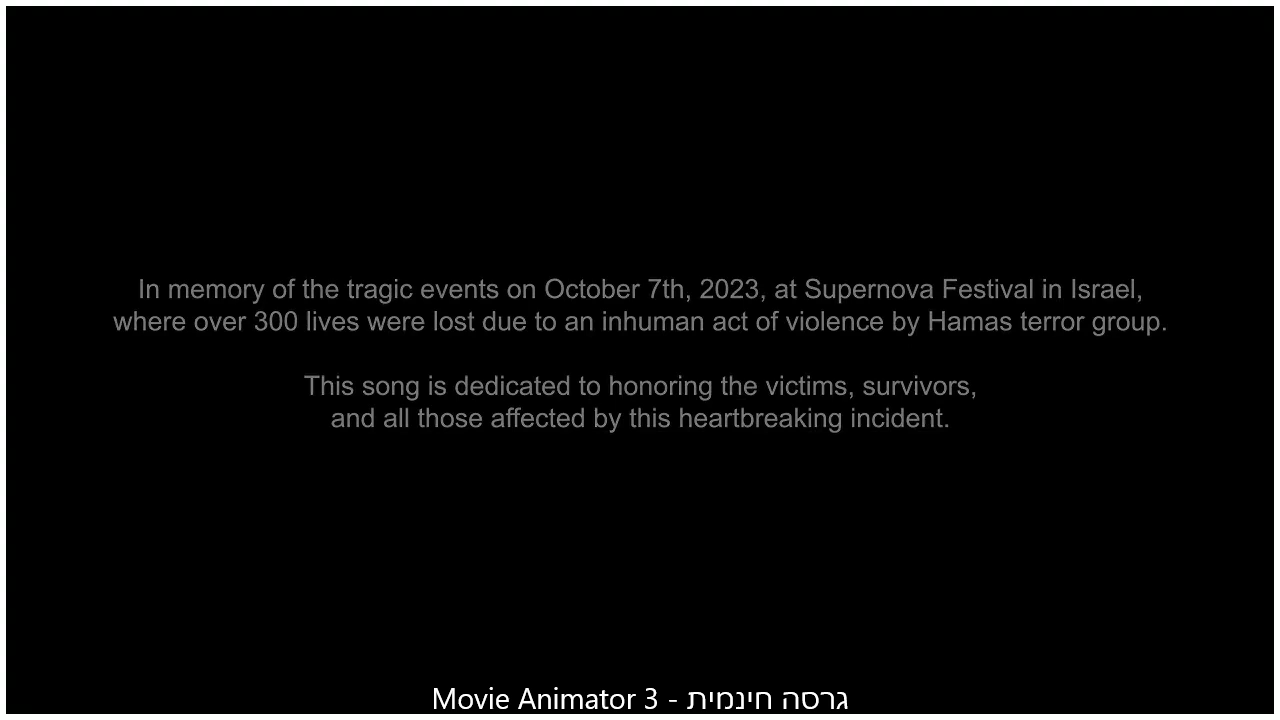 In memory of the tragic events on October 7th, 2023, at Supernova Festival in Israel,
where over 300 lives were lost due to an inhuman act of violence by Hamas terror group.
This song is dedicated to honoring the victims, survivors,
and all those affected by this heartbreaking incident.
Movie Animator 3 - גרסה חינמית